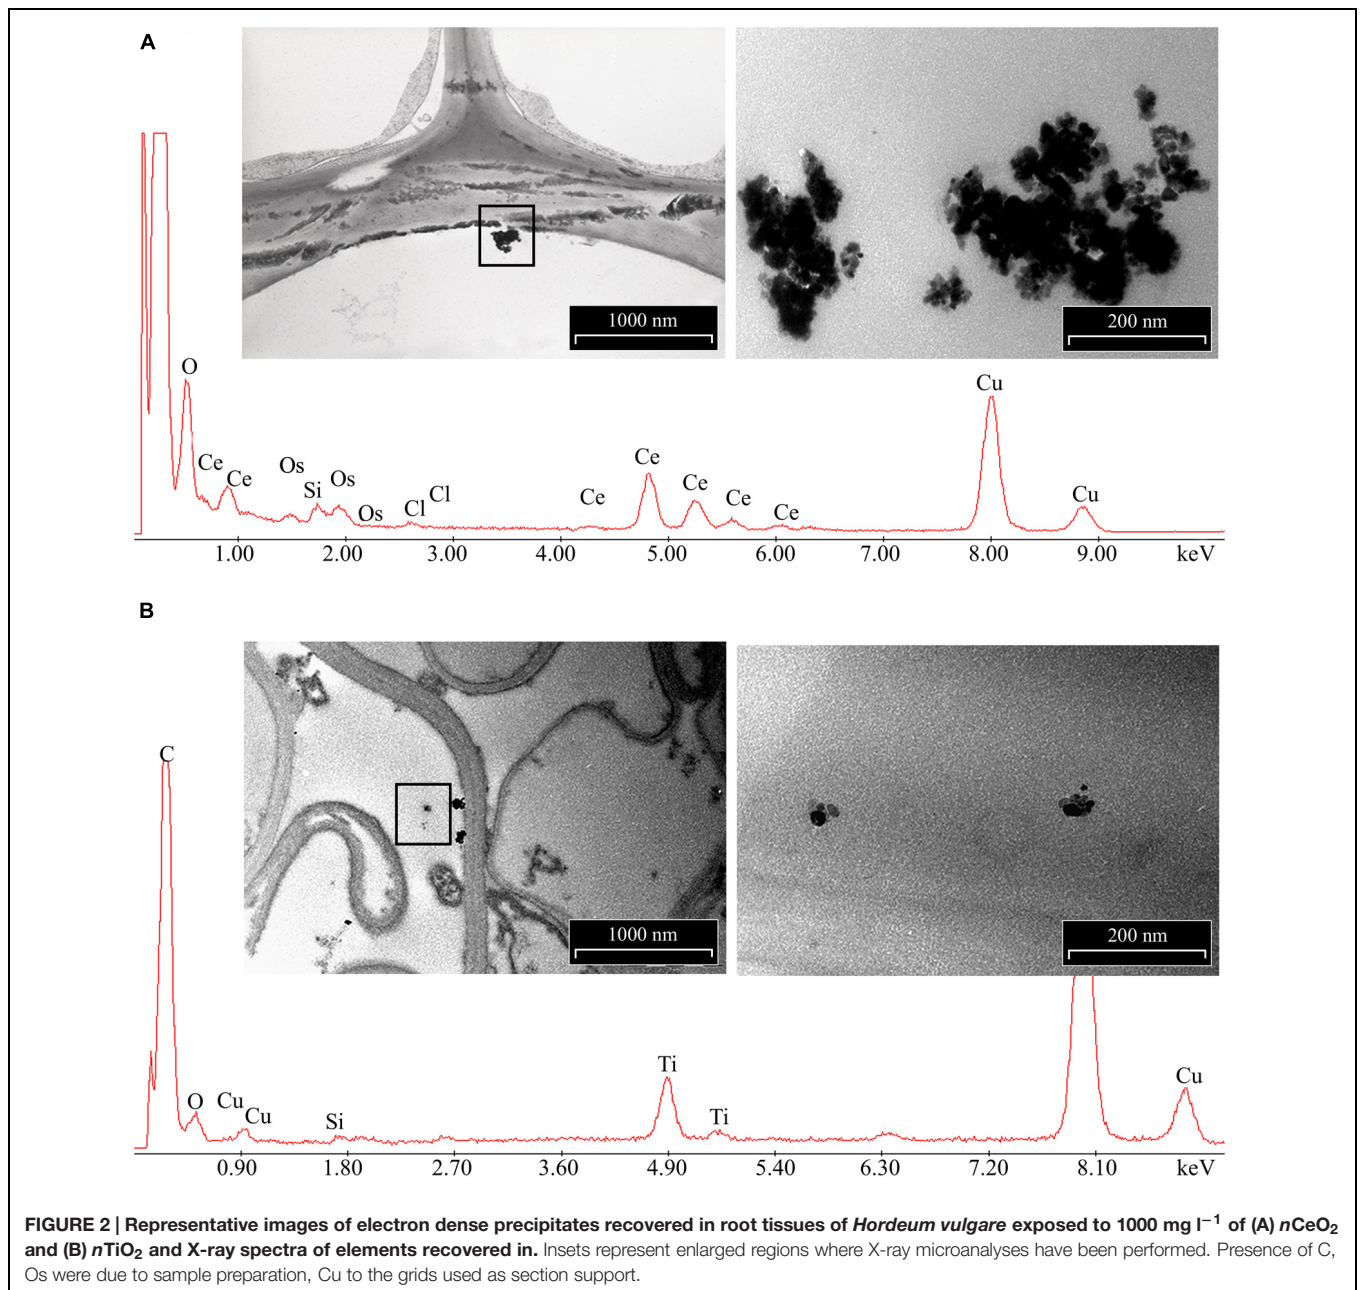 A
1000 nm
200 nm
O
Ce
Ce
Os
Si
Os
Os
Cl
Cl
Ce
Ce
Ce
Ce
Ce
Cu
Cu
1.00 2.00 3.00 4.00 5.00 6.00 7.00 8.00 9.00 keV
B
1000 nm
200 nm
C
O
Cu
Cu
Si
Ti
Ti
Cu
0.90 1.80 2.70 3.60 4.90 5.40 6.30 7.20 8.10 keV
FIGURE 2 | Representative images of electron dense precipitates recovered in root tissues of Hordeum vulgare exposed to 1000 mg l⁻¹ of (A) nCeO₂
and (B) nTiO₂ and X-ray spectra of elements recovered in. Insets represent enlarged regions where X-ray microanalyses have been performed. Presence of C,
Os were due to sample preparation, Cu to the grids used as section support.